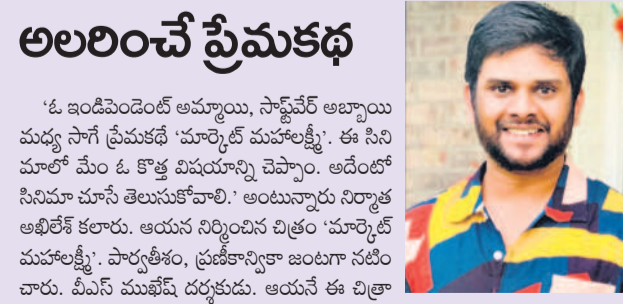 అలరించే ప్రేమకథ
‘ఓ ఇండిపెండెంట్ అమ్మాయి, సాఫ్ట్‌వేర్ అబ్బాయి
మధ్య సాగే ప్రేమకథే ‘మార్కెట్ మహాలక్ష్మీ’. ఈ సిని
మాలో మేం ఓ కొత్త విషయాన్ని చెప్పాం. అదేంటో
సినిమా చూసే తెలుసుకోవాలి.’ అంటున్నారు నిర్మాత
అఖిలేశ్ కలారు. ఆయన నిర్మించిన చిత్రం ‘మార్కెట్
మహాలక్ష్మీ’. పార్వతీశం, ప్రణీకాన్వికా జంటగా నటిం
చారు. వీఎస్ ముఖేష్ దర్శకుడు. ఆయనే ఈ చిత్రా